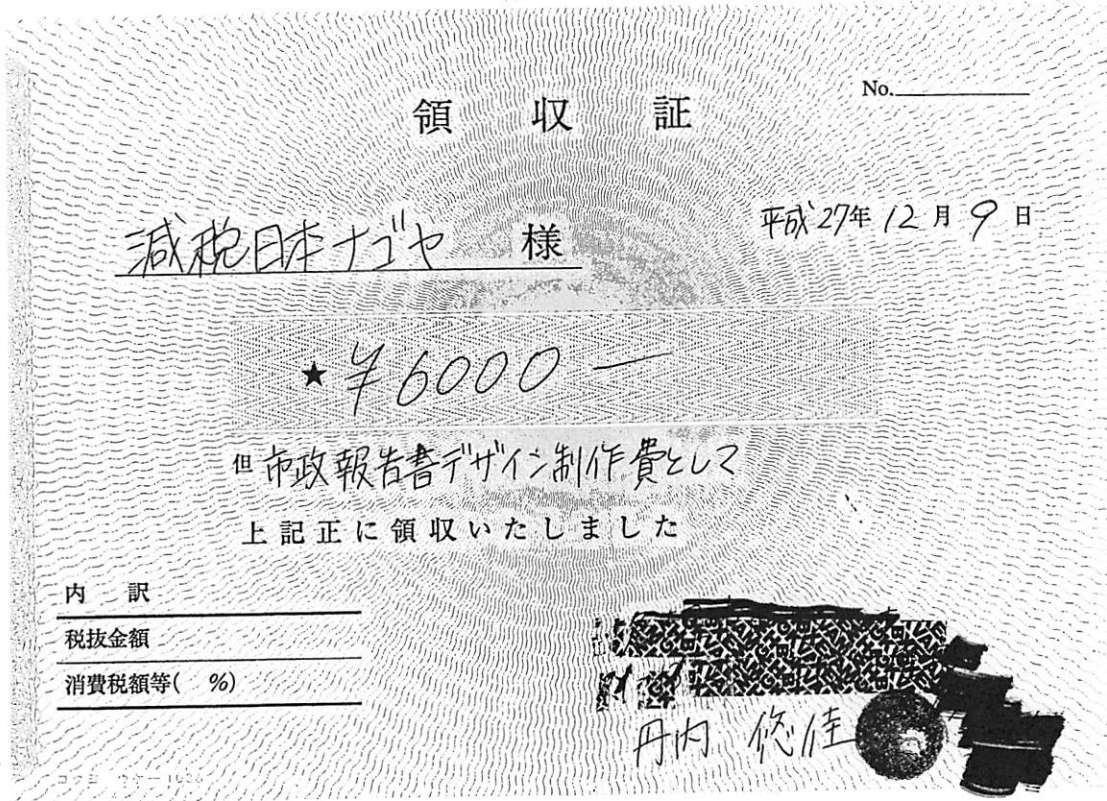 No.
領収証
平成27年12月9日
減税日本ナゴヤ 様
★ ¥6000—
但 市政報告書デザイン制作費として
上記正に領収いたしました
内訳
税抜金額
消費税額等( %)
丹内 悠佳